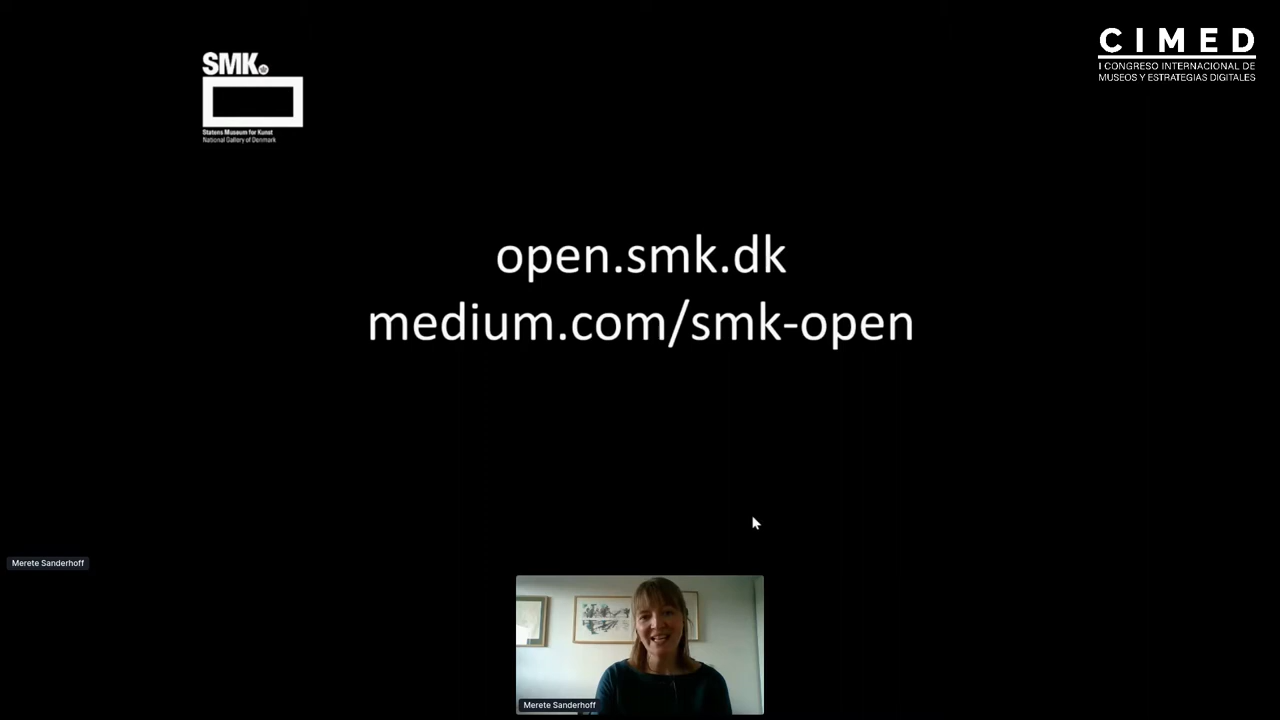 SMK.
Statens Museum for Kunst
National Gallery of Denmark
CIMED
I CONGRESO INTERNACIONAL DE
MUSEOS Y ESTRATEGIAS DIGITALES
open.smk.dk
medium.com/smk-open
Merete Sanderhoff
Merete Sanderhoff